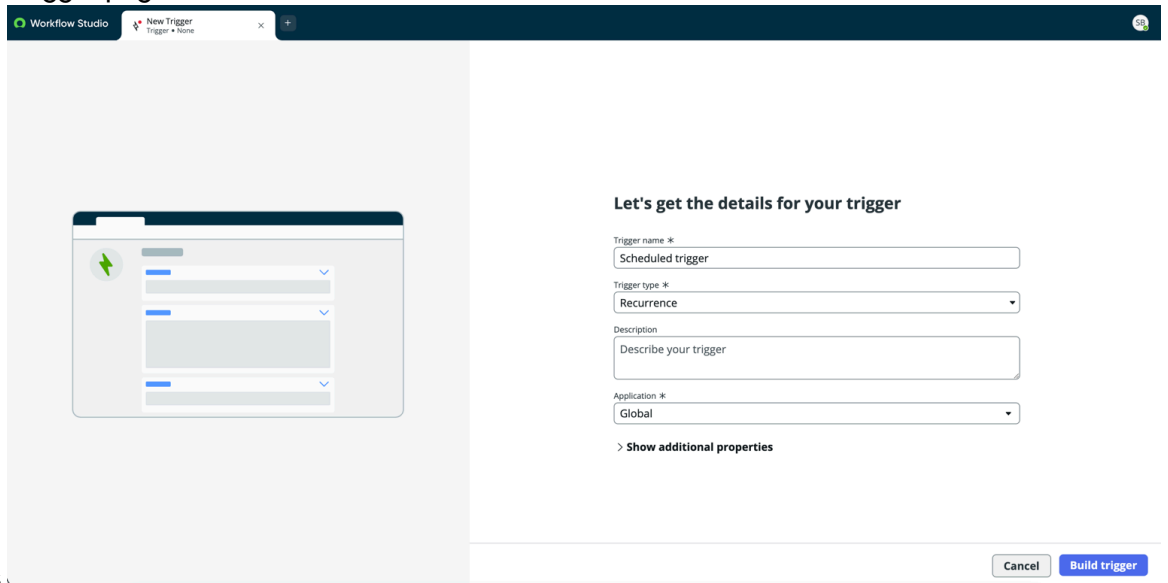 Workflow Studio
New Trigger
Trigger • None
×
+
SB
Let's get the details for your trigger
Trigger name *
Scheduled trigger
Trigger type *
Recurrence
Description
Describe your trigger
Application *
Global
> Show additional properties
Cancel
Build trigger